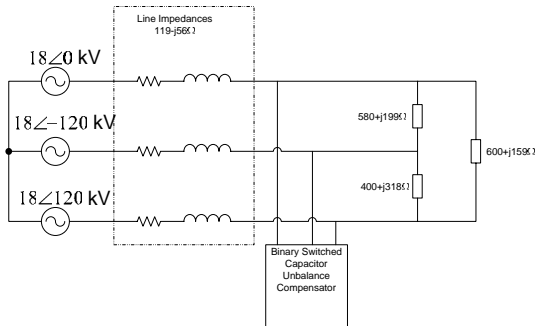 Line Impedances
119-j56Ω
18∠0 kV
18∠-120 kV
18∠120 kV
580+j199Ω
600+j159Ω
400+j318Ω
Binary Switched
Capacitor
Unbalance
Compensator